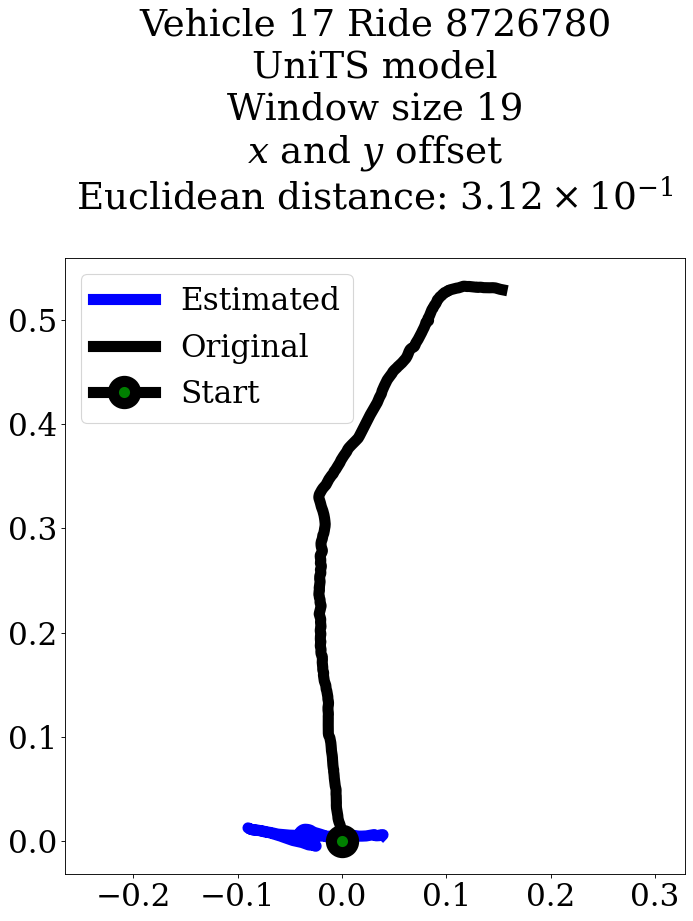 Vehicle 17 Ride 8726780
UniTS model
Window size 19
x and y offset
Euclidean distance: 3.12 × 10⁻¹
Estimated
Original
Start
0.5
0.4
0.3
0.2
0.1
0.0
−0.2 −0.1 0.0 0.1 0.2 0.3